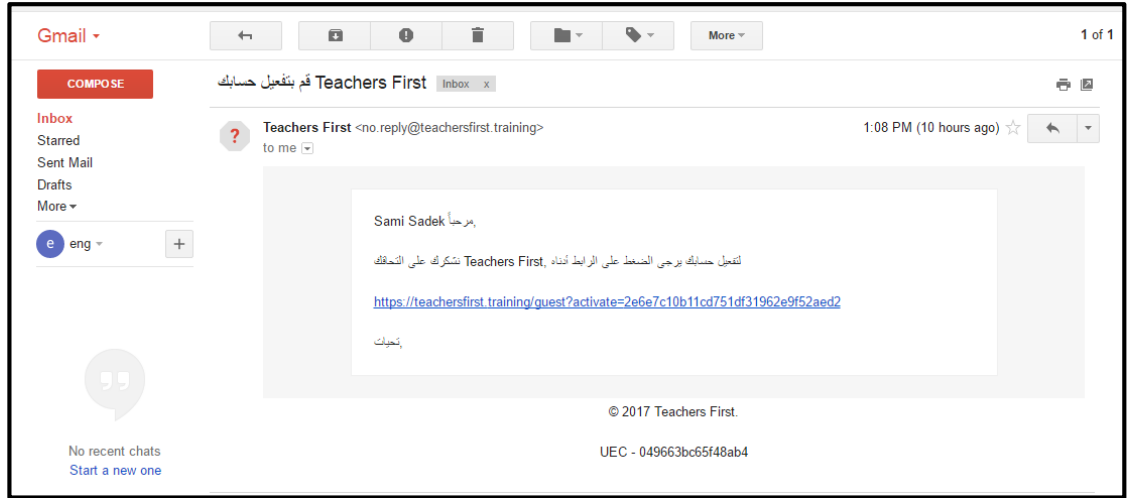 Gmail
More
1 of 1
COMPOSE
قم بتفعيل حسابك Teachers First
Inbox x
Inbox
Starred
Sent Mail
Drafts
More
e eng
+
?
Teachers First <no.reply@teachersfirst.training>
1:08 PM (10 hours ago)
to me
مرحباً Sami Sadek,
نشكرك على التحاقك Teachers First, لتفعيل حسابك يرجى الضغط على الرابط أدناه
https://teachersfirst.training/guest?activate=2e6e7c10b11cd751df31962e9f52aed2
تحيات,
© 2017 Teachers First.
UEC - 049663bc65f48ab4
No recent chats
Start a new one